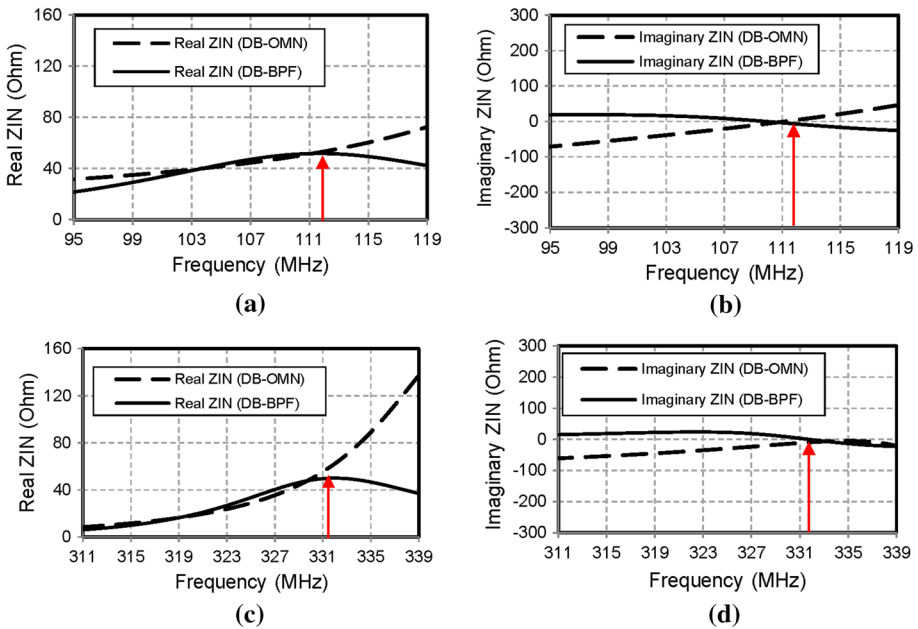 Real ZIN (Ohm)
160
120
80
40
0
Real ZIN (DB-OMN)
Real ZIN (DB-BPF)
95 99 103 107 111 115 119
Frequency (MHz)
(a)
Imaginary ZIN (Ohm)
300
200
100
0
-100
-200
-300
Imaginary ZIN (DB-OMN)
Imaginary ZIN (DB-BPF)
95 99 103 107 111 115 119
Frequency (MHz)
(b)
Real ZIN (Ohm)
160
120
80
40
0
Real ZIN (DB-OMN)
Real ZIN (DB-BPF)
311 315 319 323 327 331 335 339
Frequency (MHz)
(c)
Imaginary ZIN (Ohm)
300
200
100
0
-100
-200
-300
Imaginary ZIN (DB-OMN)
Imaginary ZIN (DB-BPF)
311 315 319 323 327 331 335 339
Frequency (MHz)
(d)